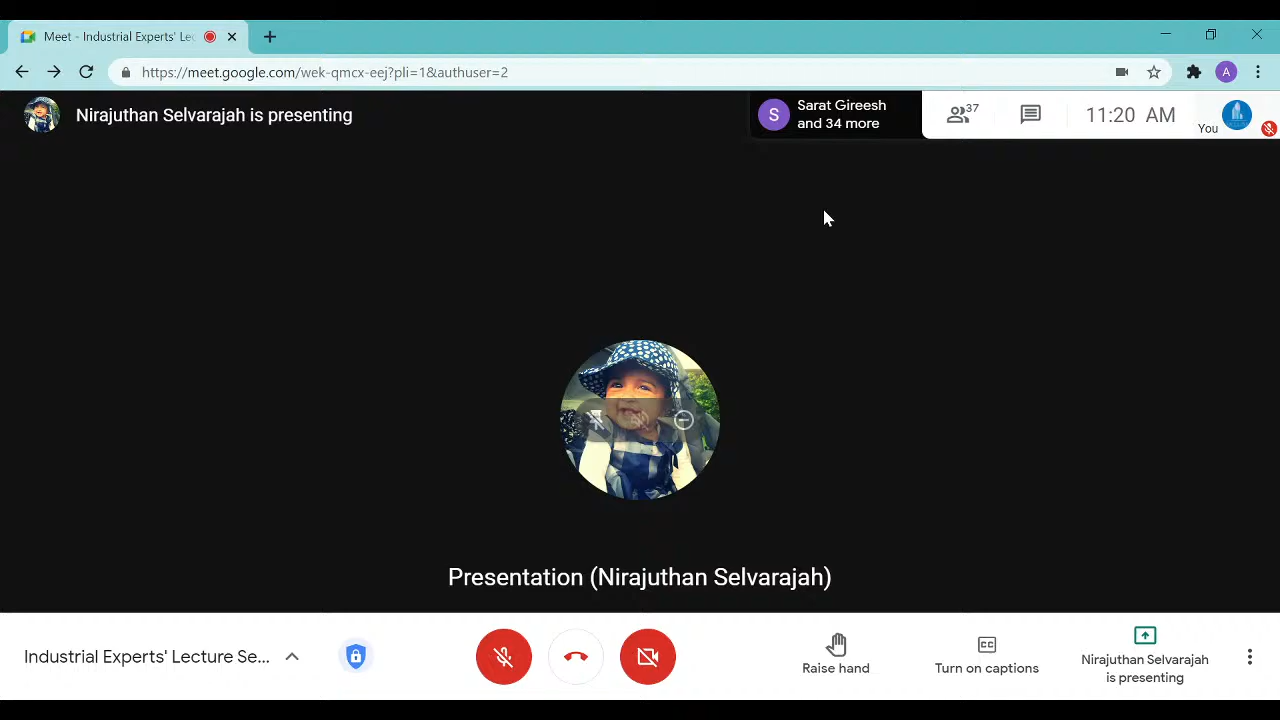 Meet - Industrial Experts' Le
https://meet.google.com/wek-qmcx-eej?pli=1&authuser=2
A
Nirajuthan Selvarajah is presenting
S
Sarat Gireesh
and 34 more
37
11:20 AM
You
Presentation (Nirajuthan Selvarajah)
Industrial Experts' Lecture Se...
Raise hand
CC
Turn on captions
Nirajuthan Selvarajah
is presenting